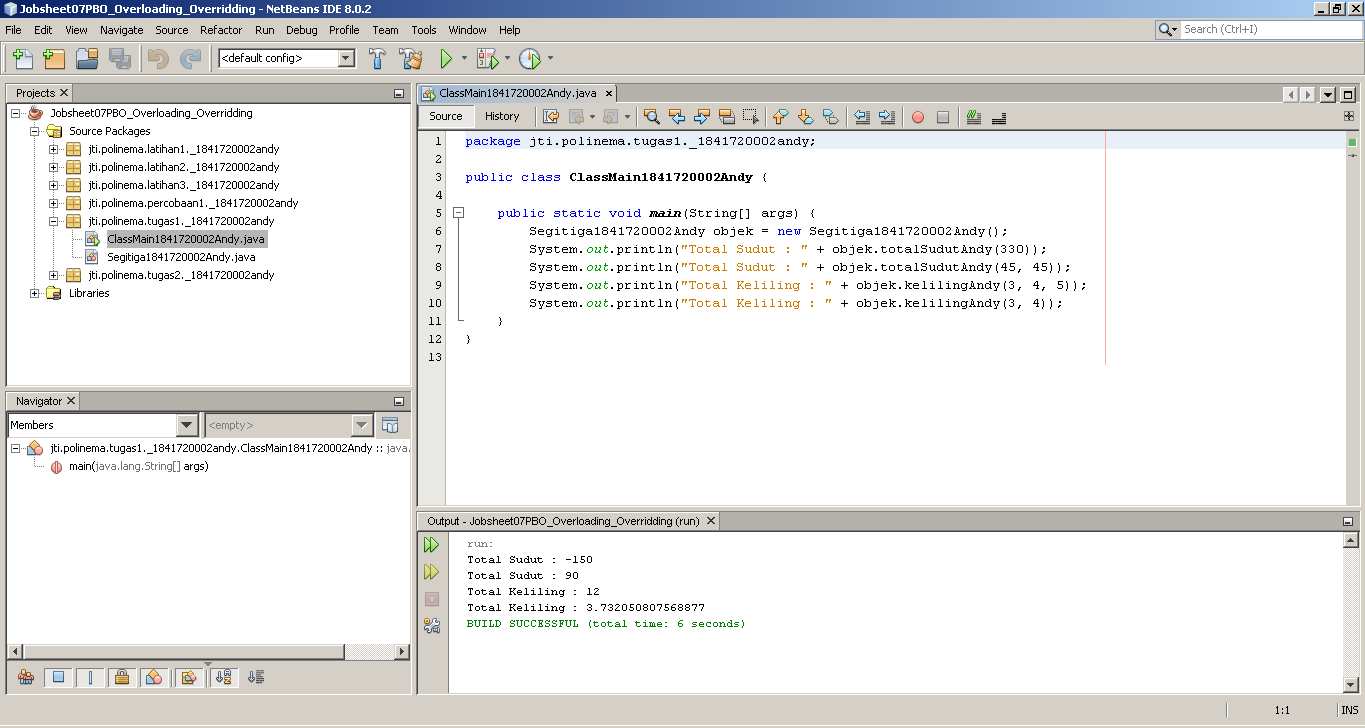 Jobsheet07PBO_Overloading_Overridding - NetBeans IDE 8.0.2
File Edit View Navigate Source Refactor Run Debug Profile Team Tools Window Help
Search (Ctrl+I)
<default config>
Projects
Jobsheet07PBO_Overloading_Overridding
Source Packages
jti.polinema.latihan1._1841720002andy
jti.polinema.latihan2._1841720002andy
jti.polinema.latihan3._1841720002andy
jti.polinema.percobaan1._1841720002andy
jti.polinema.tugas1._1841720002andy
ClassMain1841720002Andy.java
Segitiga1841720002Andy.java
jti.polinema.tugas2._1841720002andy
Libraries
Navigator
Members
<empty>
jti.polinema.tugas1._1841720002andy.ClassMain1841720002Andy :: java.
main(java.lang.String[] args)
ClassMain1841720002Andy.java
Source History
1 package jti.polinema.tugas1._1841720002andy;
2
3 public class ClassMain1841720002Andy {
4
5 public static void main(String[] args) {
6 Segitiga1841720002Andy objek = new Segitiga1841720002Andy();
7 System.out.println("Total Sudut : " + objek.totalSudutAndy(330));
8 System.out.println("Total Sudut : " + objek.totalSudutAndy(45, 45));
9 System.out.println("Total Keliling : " + objek.kelilingAndy(3, 4, 5));
10 System.out.println("Total Keliling : " + objek.kelilingAndy(3, 4));
11 }
12 }
13
Output - Jobsheet07PBO_Overloading_Overridding (run)
run:
Total Sudut : -150
Total Sudut : 90
Total Keliling : 12
Total Keliling : 3.732050807568877
BUILD SUCCESSFUL (total time: 6 seconds)
1:1 INS